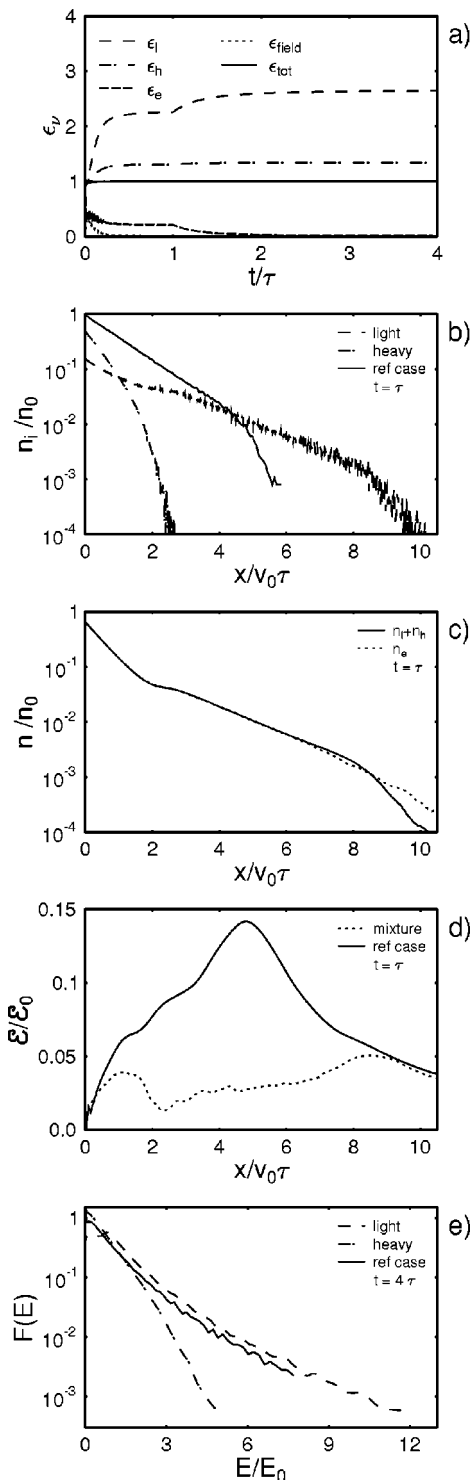 a)
ϵ_l
ϵ_h
ϵ_e
ϵ_field
ϵ_tot
4
3
2
1
0
ϵ_ν
0 1 2 3 4
t/τ
b)
light
heavy
ref case
t = τ
1
10^-1
10^-2
10^-3
10^-4
n_i/n_0
0 2 4 6 8 10
x/v_0τ
c)
n_l+n_h
n_e
t = τ
1
10^-1
10^-2
10^-3
10^-4
n/n_0
0 2 4 6 8 10
x/v_0τ
d)
mixture
ref case
t = τ
0.15
0.1
0.05
0.0
ℰ/ℰ_0
0 2 4 6 8 10
x/v_0τ
e)
light
heavy
ref case
t = 4τ
1
10^-1
10^-2
10^-3
F(E)
0 3 6 9 12
E/E_0